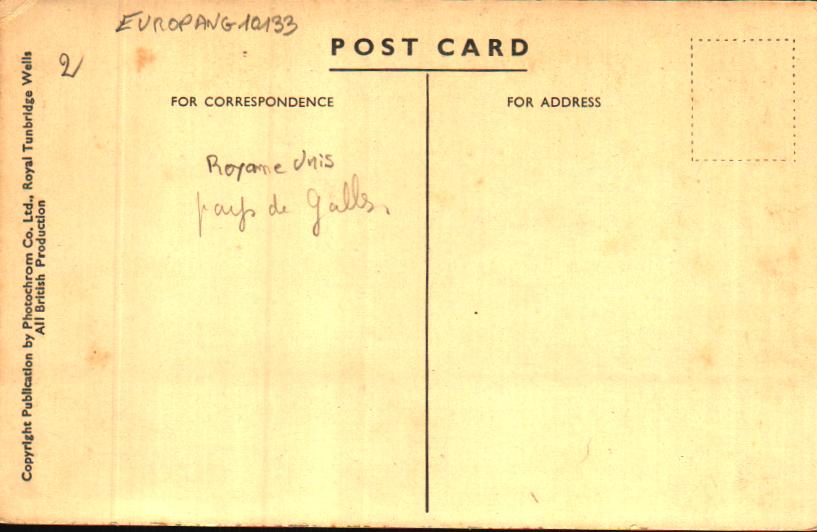 EUROPANG10133
2
POST CARD
FOR CORRESPONDENCE
FOR ADDRESS
Royame Unis
pays de Galles
Copyright Publication by Photochrom Co. Ltd., Royal Tunbridge Wells
All British Production